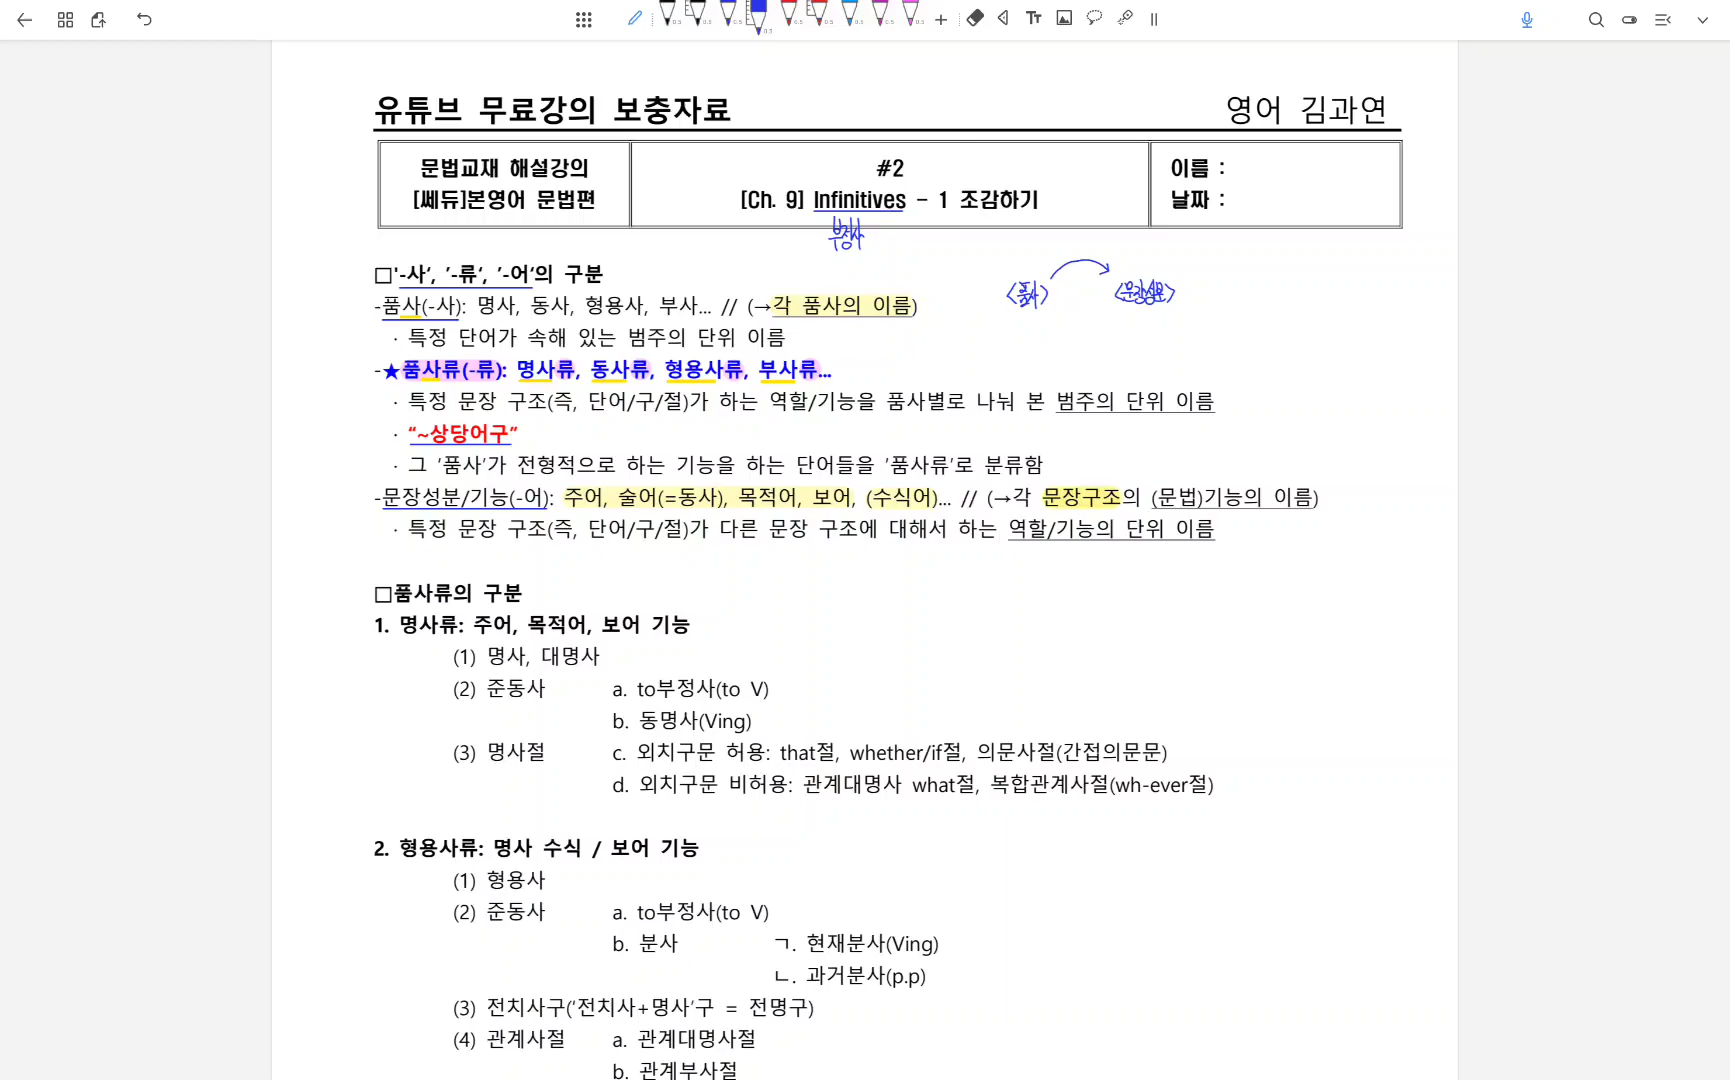 유튜브 무료강의 보충자료 영어 김과연
문법교재 해설강의
[쎄듀]본영어 문법편
#2
[Ch. 9] Infinitives - 1 조감하기
이름 :
날짜 :
부정사
□'-사', '-류', '-어'의 구분
<품사> <문장성분>
-품사(-사): 명사, 동사, 형용사, 부사... // (→각 품사의 이름)
· 특정 단어가 속해 있는 범주의 단위 이름
-★품사류(-류): 명사류, 동사류, 형용사류, 부사류...
· 특정 문장 구조(즉, 단어/구/절)가 하는 역할/기능을 품사별로 나눠 본 범주의 단위 이름
· "~상당어구"
· 그 '품사'가 전형적으로 하는 기능을 하는 단어들을 '품사류'로 분류함
-문장성분/기능(-어): 주어, 술어(=동사), 목적어, 보어, (수식어)... // (→각 문장구조의 (문법)기능의 이름)
· 특정 문장 구조(즉, 단어/구/절)가 다른 문장 구조에 대해서 하는 역할/기능의 단위 이름
□품사류의 구분
1. 명사류: 주어, 목적어, 보어 기능
(1) 명사, 대명사
(2) 준동사 a. to부정사(to V)
b. 동명사(Ving)
(3) 명사절 c. 외치구문 허용: that절, whether/if절, 의문사절(간접의문문)
d. 외치구문 비허용: 관계대명사 what절, 복합관계사절(wh-ever절)
2. 형용사류: 명사 수식 / 보어 기능
(1) 형용사
(2) 준동사 a. to부정사(to V)
b. 분사 ㄱ. 현재분사(Ving)
ㄴ. 과거분사(p.p)
(3) 전치사구('전치사+명사'구 = 전명구)
(4) 관계사절 a. 관계대명사절
b. 관계부사절